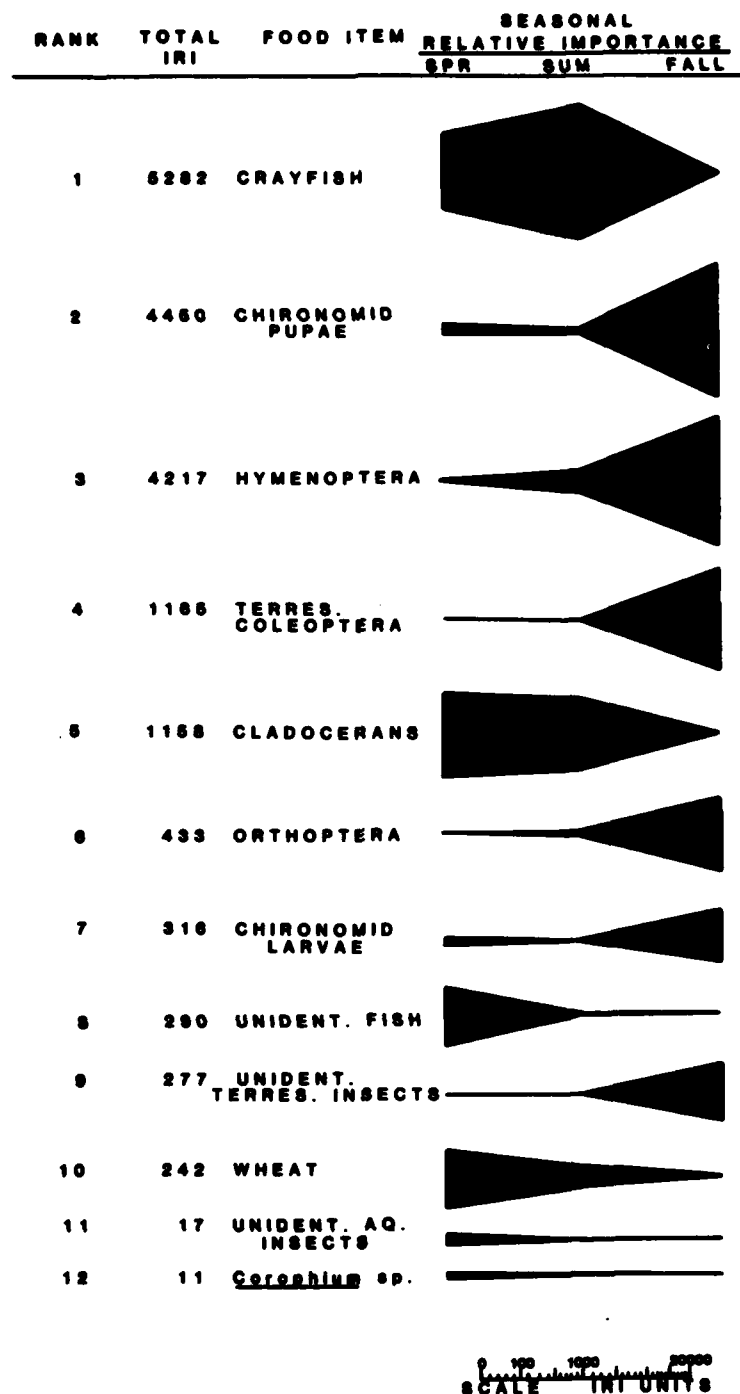 RANK TOTAL IRI FOOD ITEM SEASONAL RELATIVE IMPORTANCE
SPR SUM FALL
1 5282 CRAYFISH
2 4450 CHIRONOMID
PUPAE
3 4217 HYMENOPTERA
4 1165 TERRES.
COLEOPTERA
5 1158 CLADOCERANS
6 433 ORTHOPTERA
7 316 CHIRONOMID
LARVAE
8 290 UNIDENT. FISH
9 277 UNIDENT.
TERRES. INSECTS
10 242 WHEAT
11 17 UNIDENT. AQ.
INSECTS
12 11 Corophium sp.
0 100 1000 20000
SCALE IRI UNITS